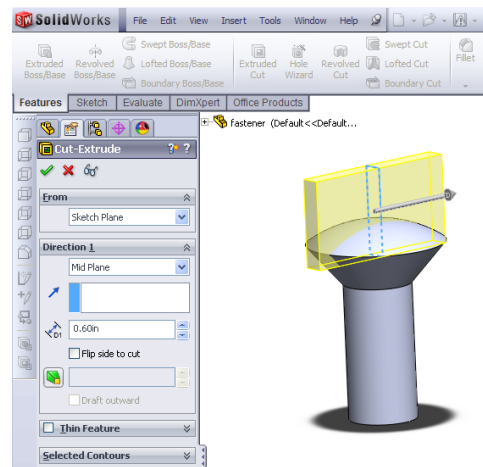 SolidWorks File Edit View Insert Tools Window Help
Extruded Boss/Base
Revolved Boss/Base
Swept Boss/Base
Lofted Boss/Base
Boundary Boss/Base
Extruded Cut
Hole Wizard
Revolved Cut
Swept Cut
Lofted Cut
Boundary Cut
Fillet
Features Sketch Evaluate DimXpert Office Products
fastener (Default<<Default...
Cut-Extrude ? ?
From
Sketch Plane
Direction 1
Mid Plane
D1 0.60in
Flip side to cut
Draft outward
Thin Feature
Selected Contours